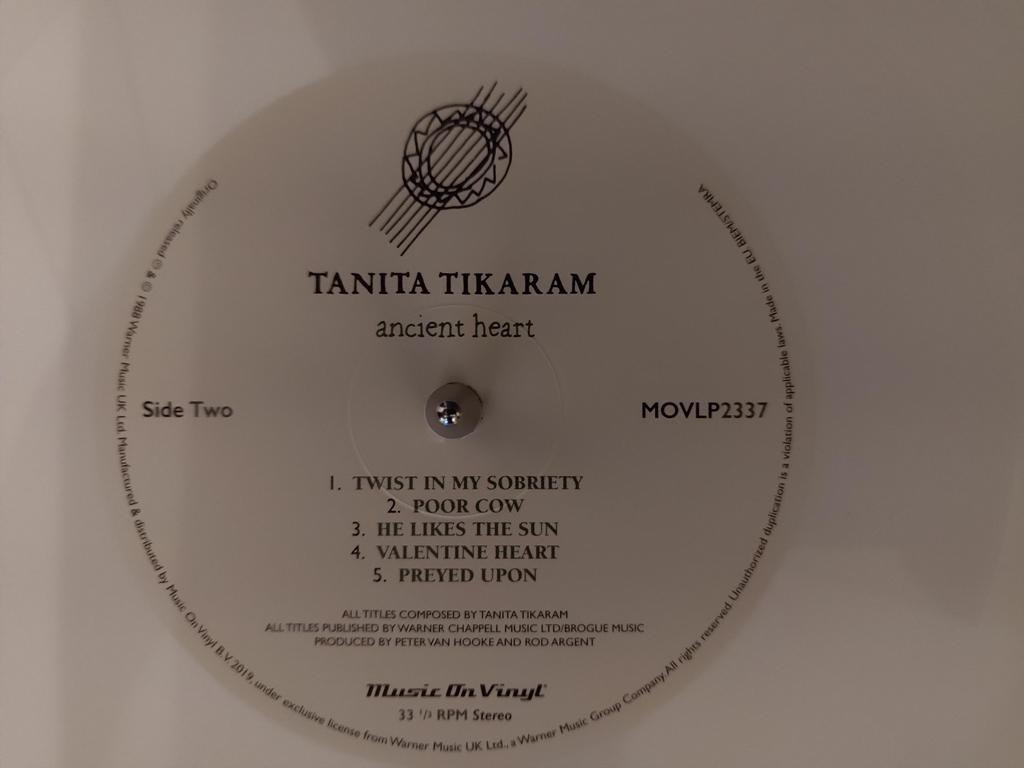 TANITA TIKARAM
ancient heart
Side Two
MOVLP2337
1. TWIST IN MY SOBRIETY
2. POOR COW
3. HE LIKES THE SUN
4. VALENTINE HEART
5. PREYED UPON
ALL TITLES COMPOSED BY TANITA TIKARAM
ALL TITLES PUBLISHED BY WARNER CHAPPELL MUSIC LTD/BROGUE MUSIC
PRODUCED BY PETER VAN HOOKE AND ROD ARGENT
Music On Vinyl
33 1/3 RPM Stereo
Originally released ℗ & © 1988 Warner Music UK Ltd. Manufactured & distributed by Music On Vinyl B.V. 2019, under exclusive license from Warner Music UK Ltd., a Warner Music Group Company. All rights reserved. Unauthorized duplication is a violation of applicable laws. Made in the EU BIEM/STEMRA